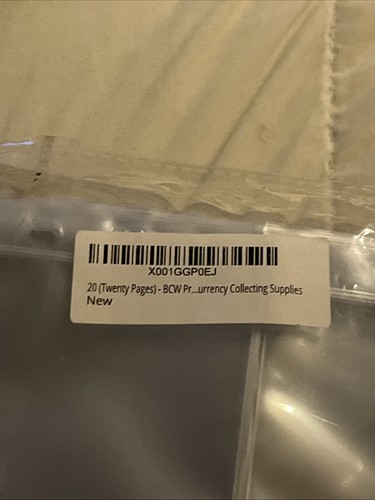 X001GGP0EJ
20 (Twenty Pages) - BCW Pr...urrency Collecting Supplies
New